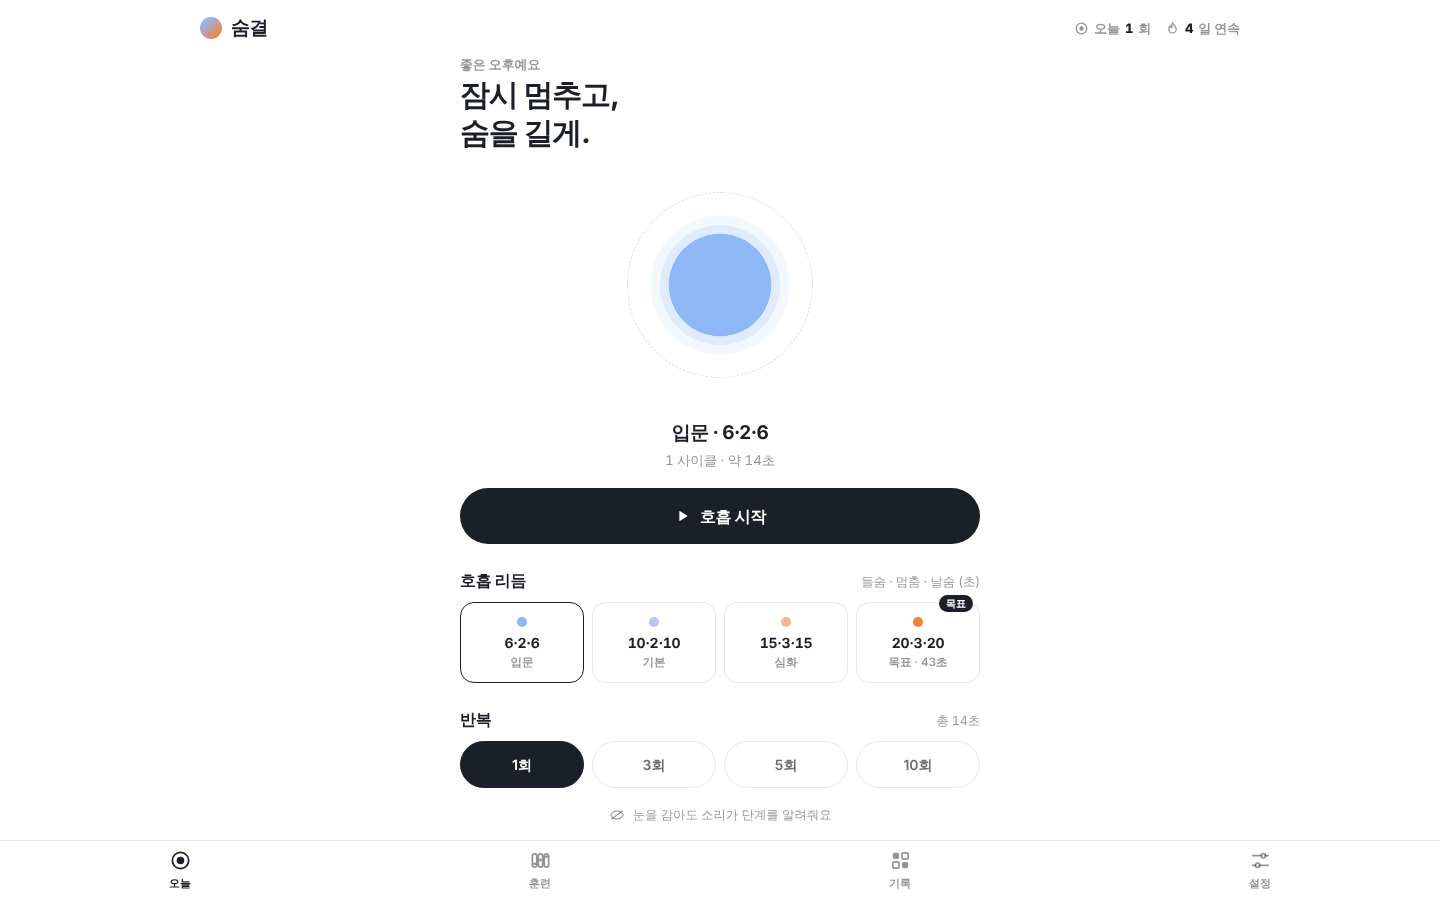 숨결
오늘 1 회 4 일 연속
좋은 오후예요
잠시 멈추고,
숨을 길게.
입문 · 6·2·6
1 사이클 · 약 14초
호흡 시작
호흡 리듬
들숨 · 멈춤 · 날숨 (초)
6·2·6
입문
10·2·10
기본
15·3·15
심화
목표
20·3·20
목표 · 43초
반복
총 14초
1회
3회
5회
10회
눈을 감아도 소리가 단계를 알려줘요
오늘
훈련
기록
설정